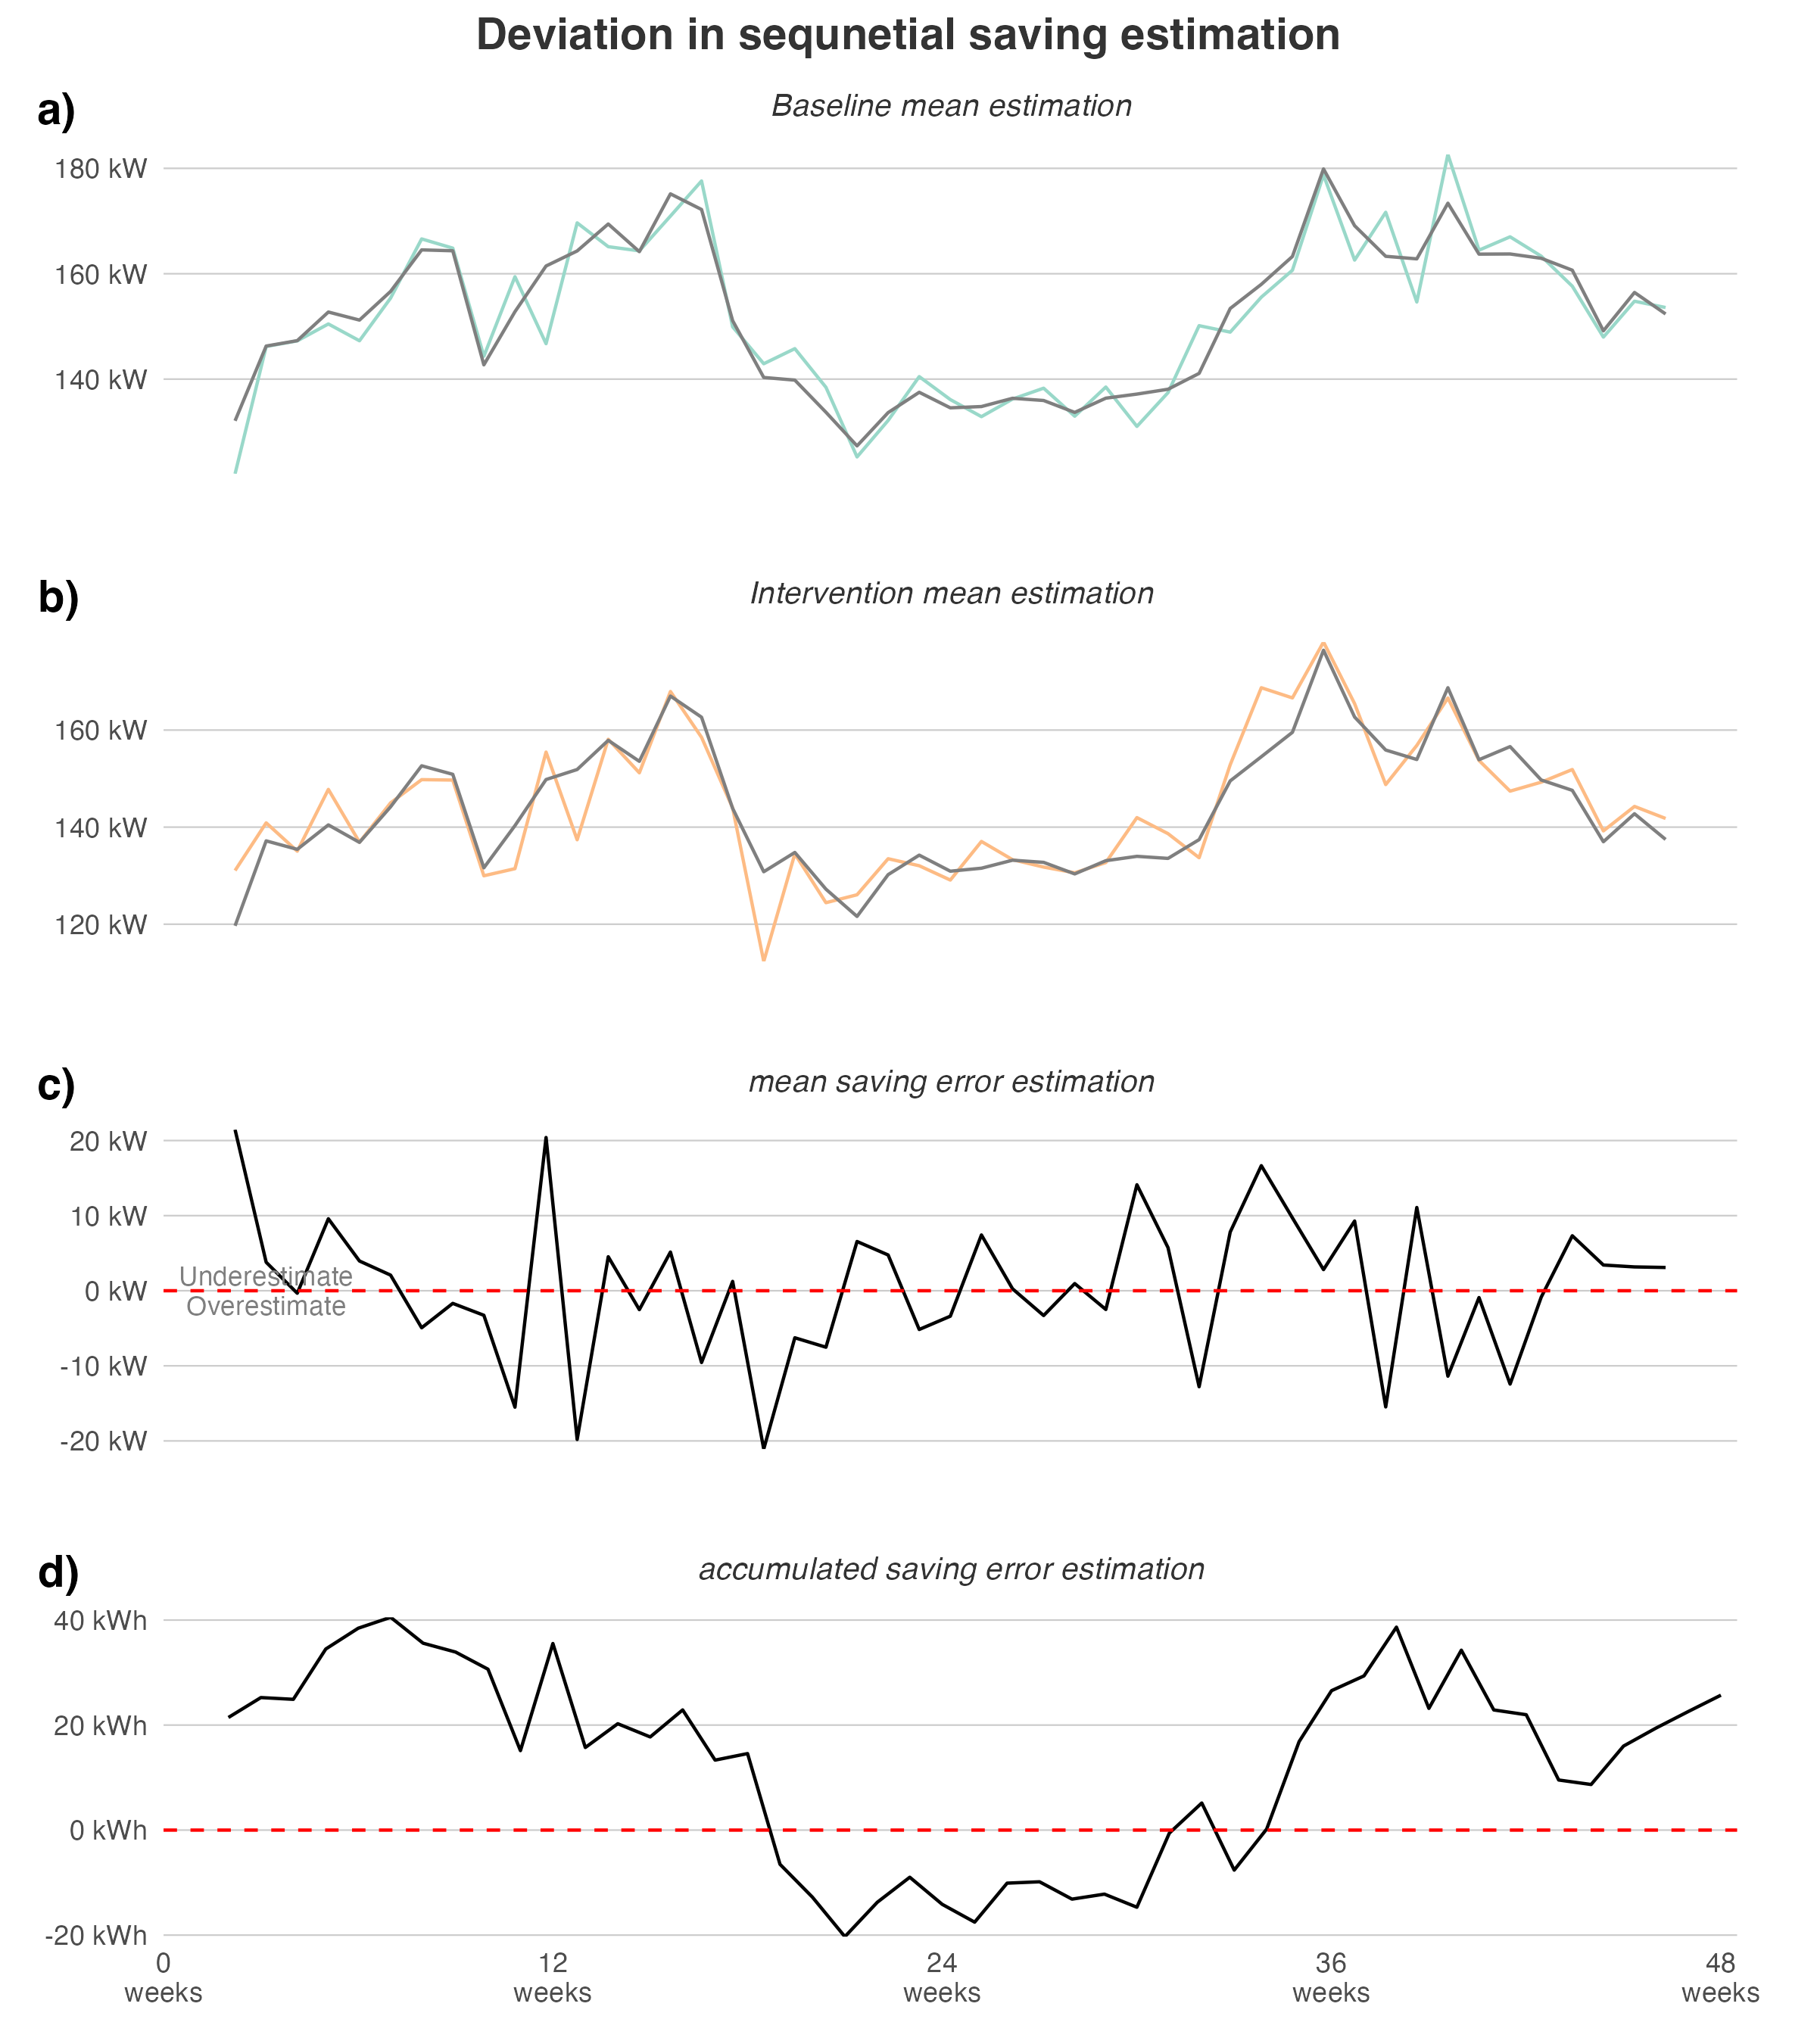 Deviation in sequnetial saving estimation
a)
Baseline mean estimation
180 kW
160 kW
140 kW
b)
Intervention mean estimation
160 kW
140 kW
120 kW
c)
mean saving error estimation
20 kW
10 kW
Underestimate
0 kW
Overestimate
-10 kW
-20 kW
d)
accumulated saving error estimation
40 kWh
20 kWh
0 kWh
-20 kWh
0 12 24 36 48
weeks weeks weeks weeks weeks